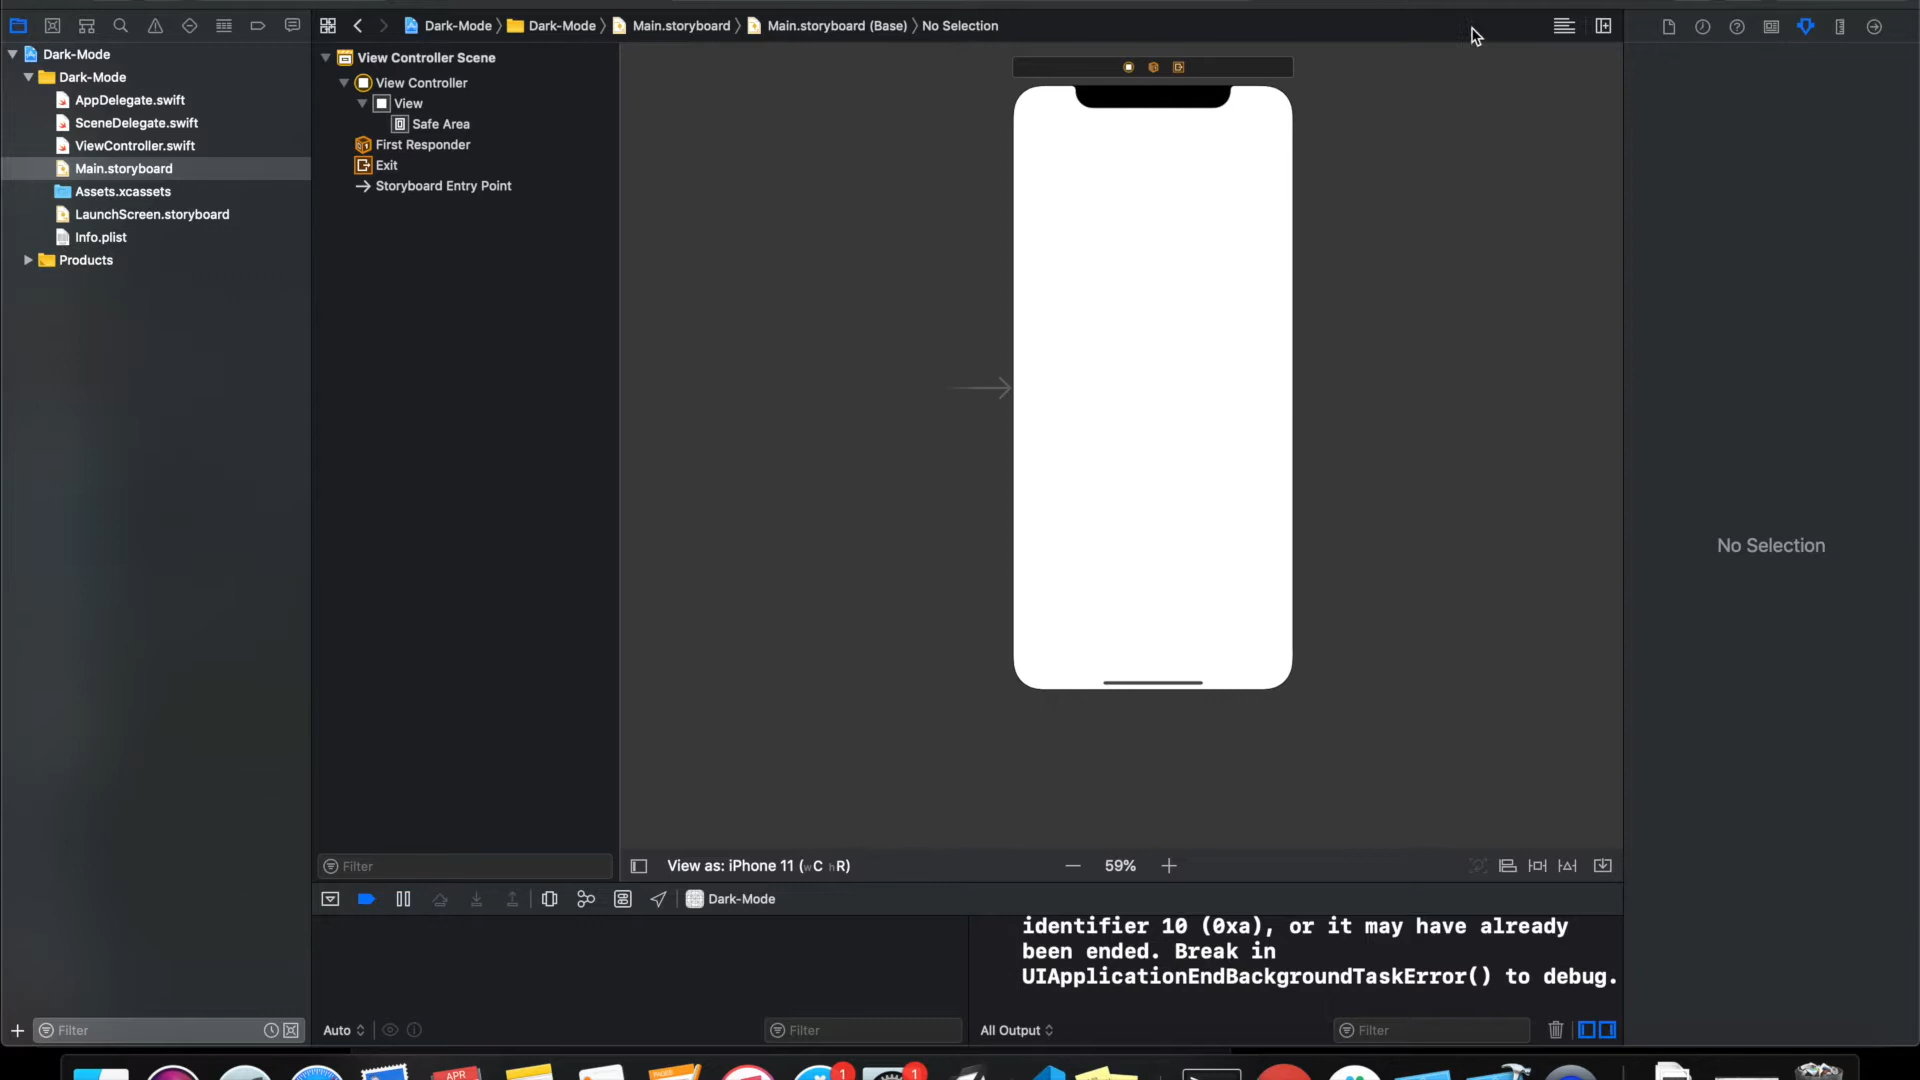 Dark-Mode
Dark-Mode
AppDelegate.swift
SceneDelegate.swift
ViewController.swift
Main.storyboard
Assets.xcassets
LaunchScreen.storyboard
Info.plist
Products
Filter
Dark-Mode Dark-Mode Main.storyboard Main.storyboard (Base) No Selection
View Controller Scene
View Controller
View
Safe Area
First Responder
Exit
Storyboard Entry Point
Filter
View as: iPhone 11 (wC hR)
59%
Dark-Mode
identifier 10 (0xa), or it may have already
been ended. Break in
UIApplicationEndBackgroundTaskError() to debug.
Auto
Filter
All Output
Filter
No Selection
APR
PAGES
1
1